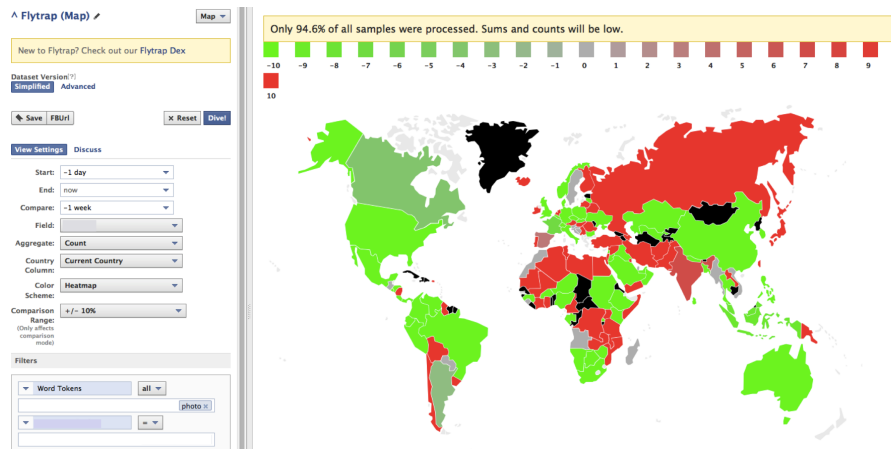 ^ Flytrap (Map)
Map
New to Flytrap? Check out our Flytrap Dex
Dataset Version[?]
Simplified Advanced
Save FBUrl x Reset Dive!
View Settings Discuss
Start: -1 day
End: now
Compare: -1 week
Field:
Aggregate: Count
Country Column: Current Country
Color Scheme: Heatmap
Comparison Range: +/- 10%
(Only affects
comparison
mode)
Filters
Word Tokens all
photo x
=
Only 94.6% of all samples were processed. Sums and counts will be low.
-10 -9 -8 -7 -6 -5 -4 -3 -2 -1 0 1 2 3 4 5 6 7 8 9
10